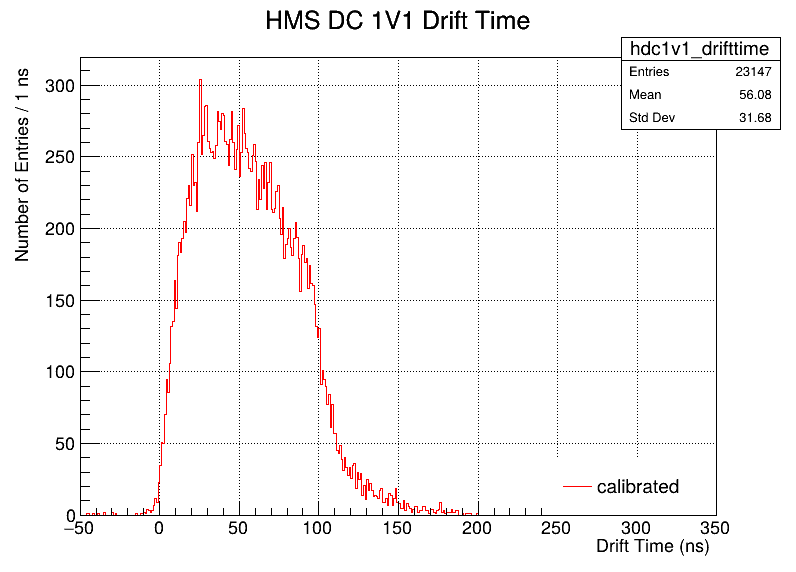 HMS DC 1V1 Drift Time
hdc1v1_drifttime
Entries 23147
Mean 56.08
Std Dev 31.68
Number of Entries / 1 ns
300
250
200
150
100
50
0
−50 0 50 100 150 200 250 300 350
calibrated
Drift Time (ns)